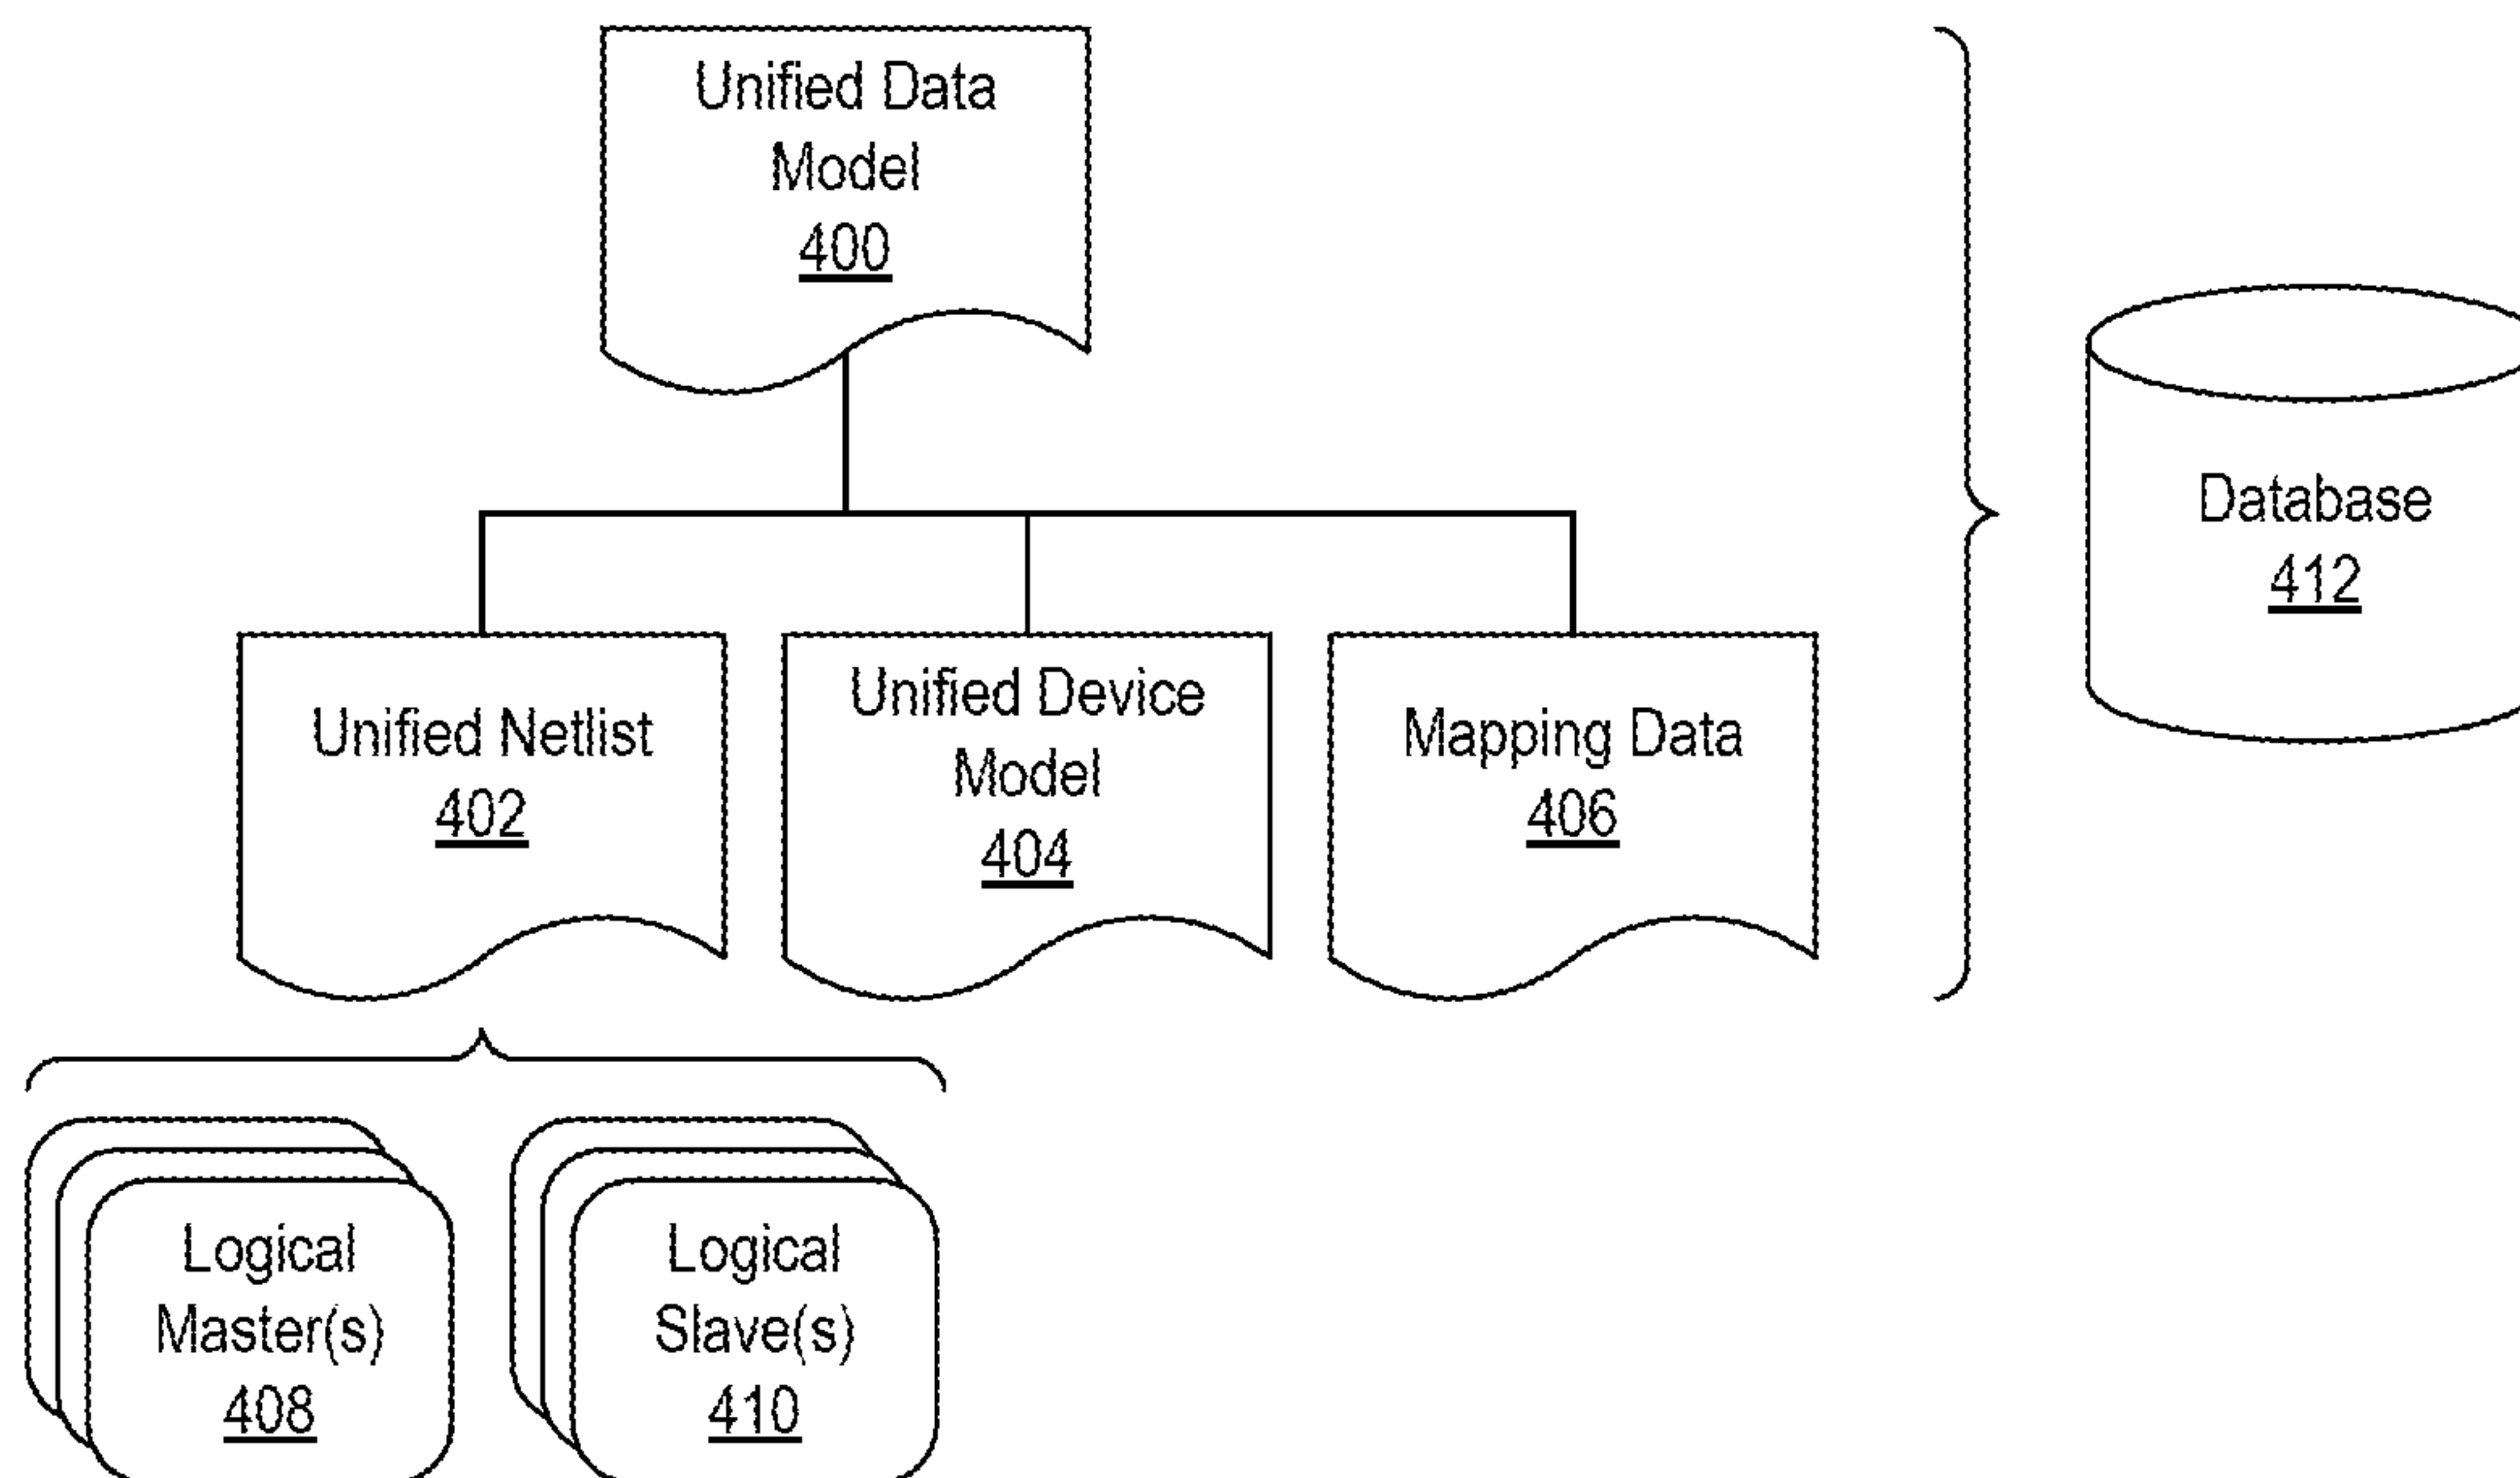 Unified Data
Model
400
Database
412
Unified Netlist
402
Unified Device
Model
404
Mapping Data
406
Logical
Master(s)
408
Logical
Slave(s)
410